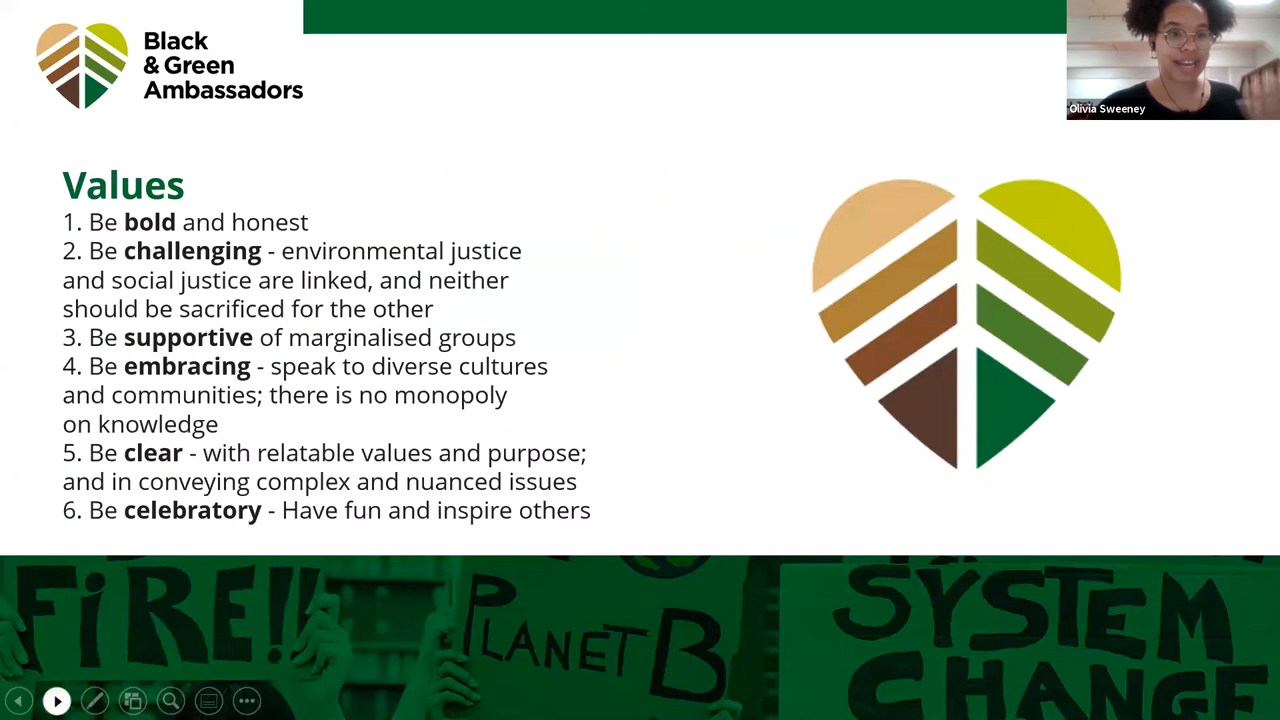 Black
& Green
Ambassadors
Olivia Sweeney
Values
1. Be bold and honest
2. Be challenging - environmental justice
and social justice are linked, and neither
should be sacrificed for the other
3. Be supportive of marginalised groups
4. Be embracing - speak to diverse cultures
and communities; there is no monopoly
on knowledge
5. Be clear - with relatable values and purpose;
and in conveying complex and nuanced issues
6. Be celebratory - Have fun and inspire others
FiRE!!
PLANET B
SYSTEM
CHANGE